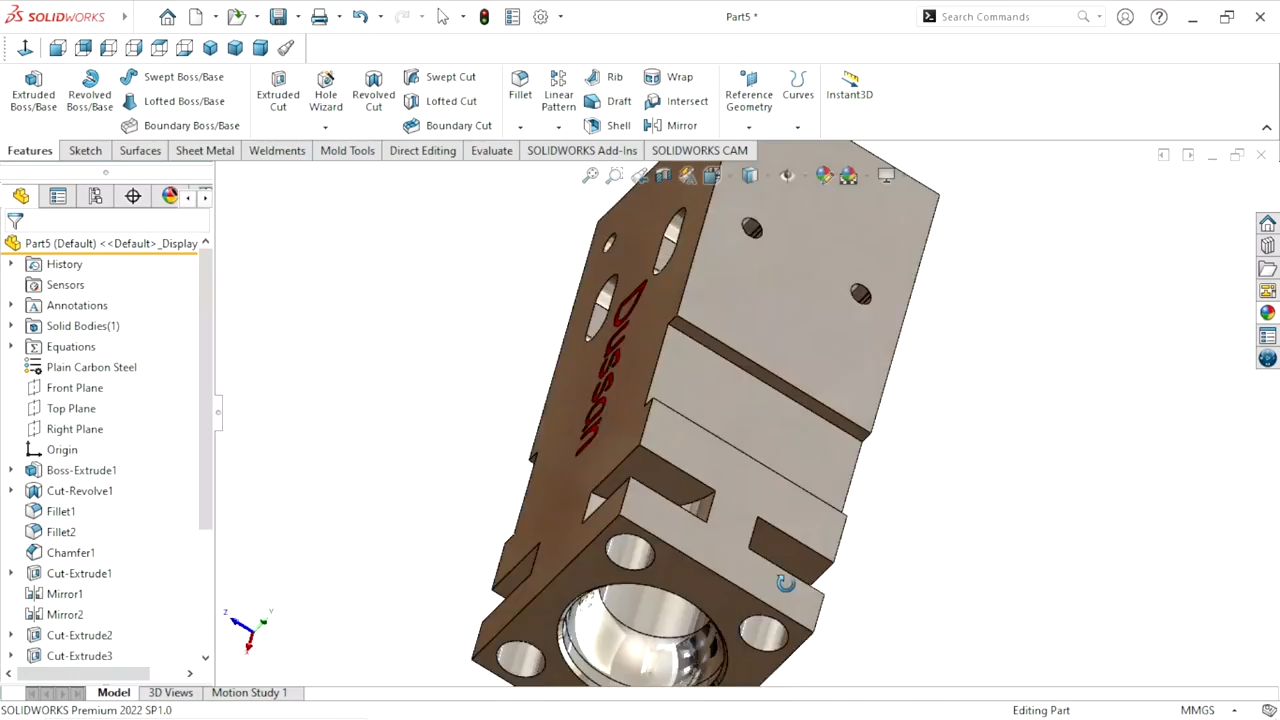 SOLIDWORKS
Part5 *
Search Commands
Extruded Boss/Base
Revolved Boss/Base
Swept Boss/Base
Lofted Boss/Base
Boundary Boss/Base
Extruded Cut
Hole Wizard
Revolved Cut
Swept Cut
Lofted Cut
Boundary Cut
Fillet
Linear Pattern
Rib
Draft
Shell
Wrap
Intersect
Mirror
Reference Geometry
Curves
Instant3D
Features
Sketch
Surfaces
Sheet Metal
Weldments
Mold Tools
Direct Editing
Evaluate
SOLIDWORKS Add-Ins
SOLIDWORKS CAM
Part5 (Default) <<Default>_Display
History
Sensors
Annotations
Solid Bodies(1)
Equations
Plain Carbon Steel
Front Plane
Top Plane
Right Plane
Origin
Boss-Extrude1
Cut-Revolve1
Fillet1
Fillet2
Chamfer1
Cut-Extrude1
Mirror1
Mirror2
Cut-Extrude2
Cut-Extrude3
Dussan
Z
Y
X
Model
3D Views
Motion Study 1
SOLIDWORKS Premium 2022 SP1.0
Editing Part
MMGS